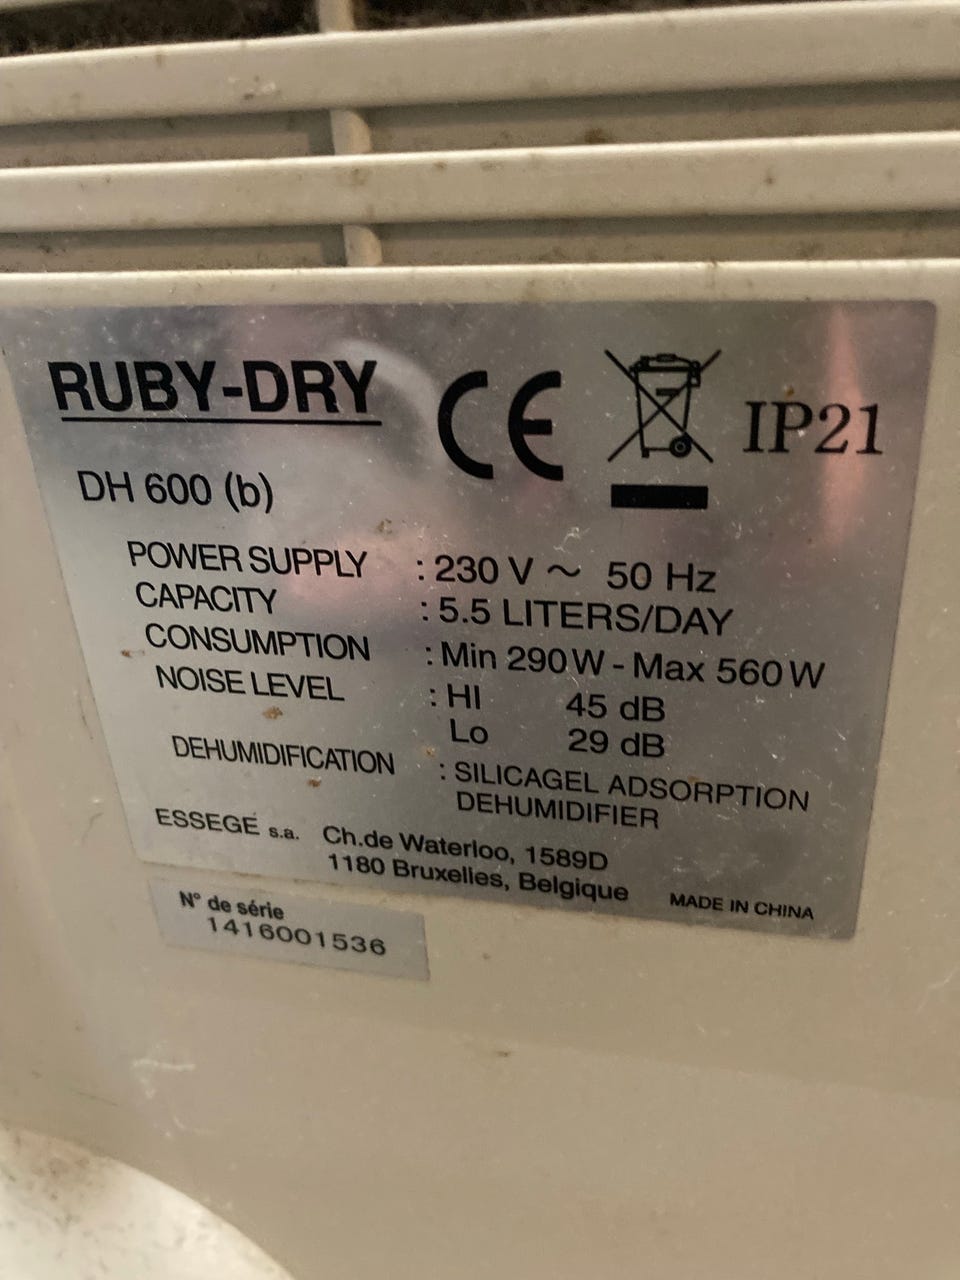 RUBY-DRY
CE
IP21
DH 600 (b)
POWER SUPPLY : 230 V ~ 50 Hz
CAPACITY : 5.5 LITERS/DAY
CONSUMPTION : Min 290 W - Max 560 W
NOISE LEVEL : HI 45 dB
Lo 29 dB
DEHUMIDIFICATION : SILICAGEL ADSORPTION
DEHUMIDIFIER
ESSEGE s.a. Ch.de Waterloo, 1589D
1180 Bruxelles, Belgique
MADE IN CHINA
N° de série
1416001536